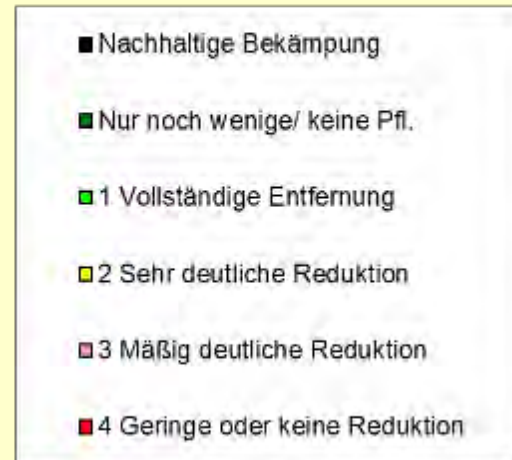 Nachhaltige Bekämpung
Nur noch wenige/ keine Pfl.
1 Vollständige Entfernung
2 Sehr deutliche Reduktion
3 Mäßig deutliche Reduktion
4 Geringe oder keine Reduktion